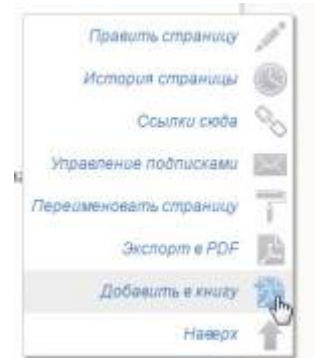 Править страницу
История страницы
Ссылки сюда
Управление подписками
Переименовать страницу
Экспорт в PDF
Добавить в книгу
Наверх